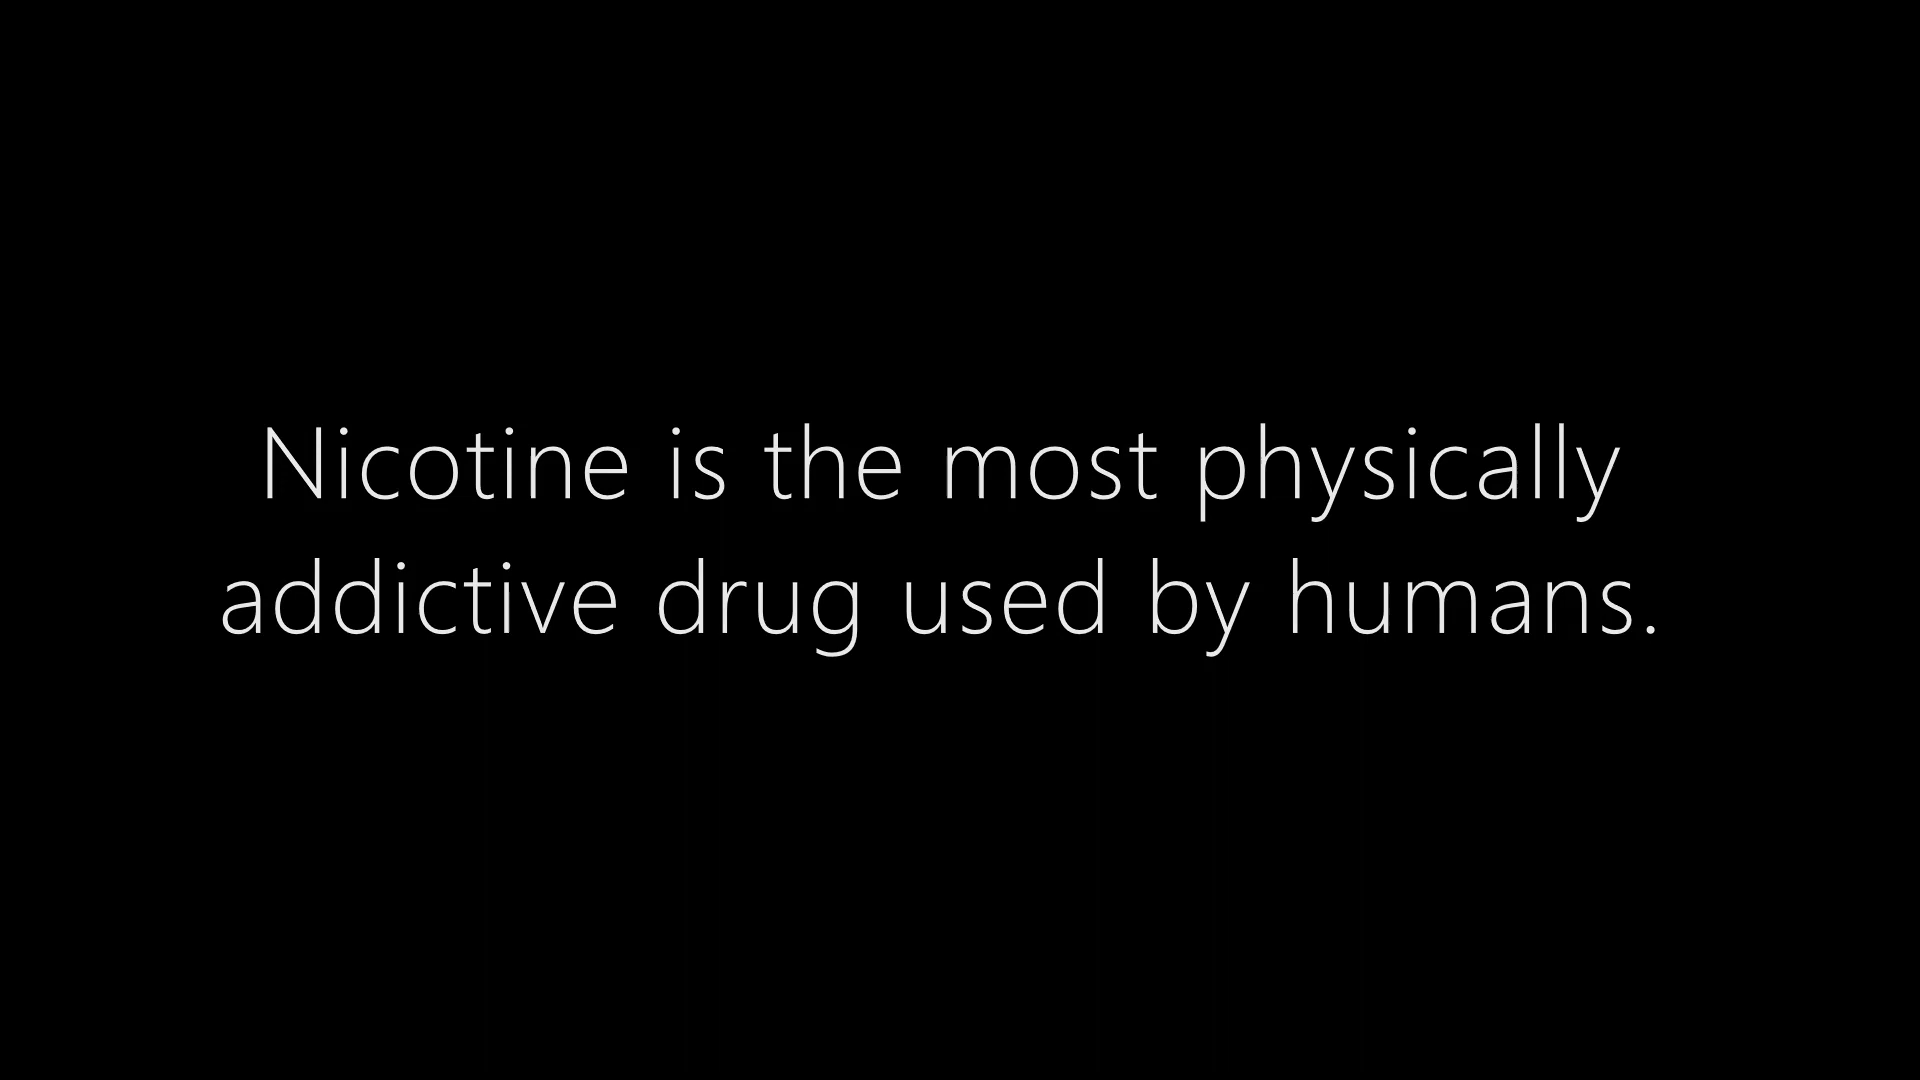 Nicotine is the most physically
addictive drug used by humans.